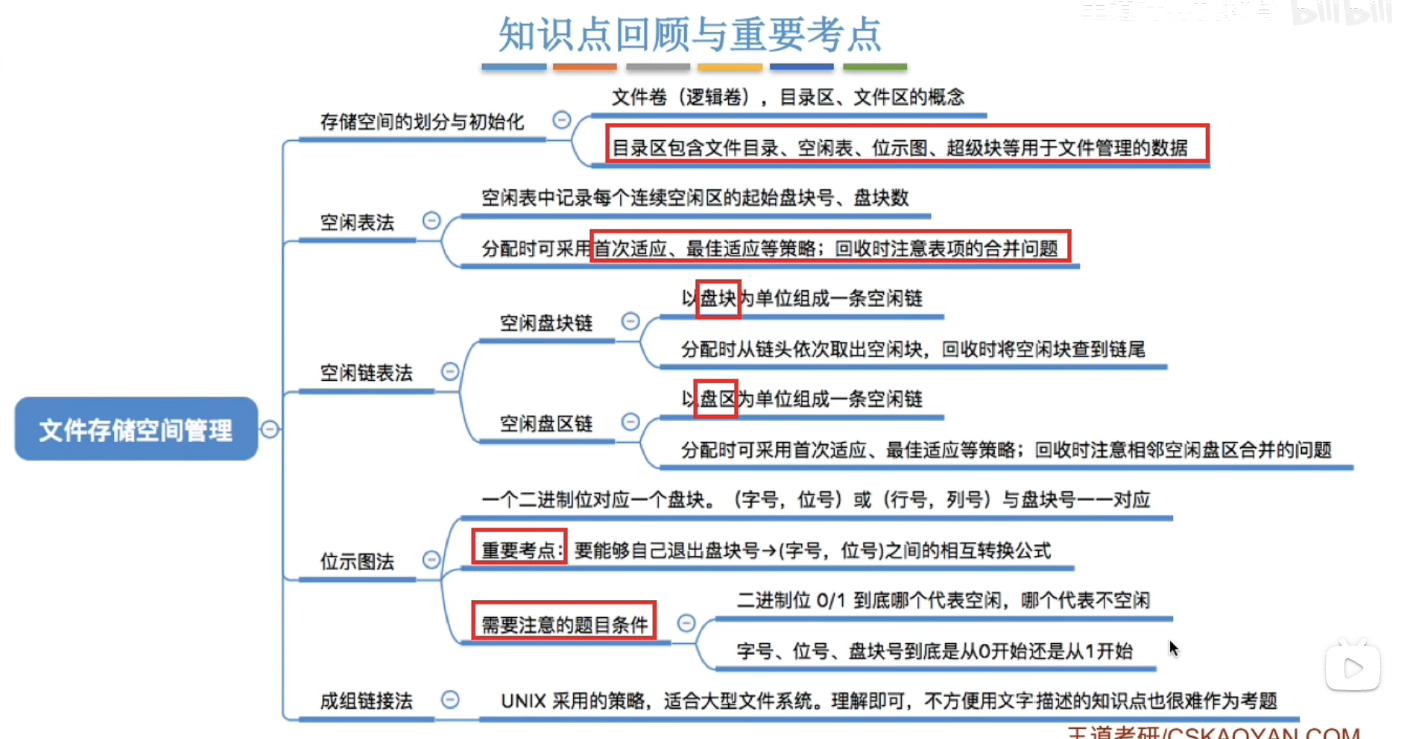 知识点回顾与重要考点
bilibili
存储空间的划分与初始化
文件卷（逻辑卷），目录区、文件区的概念
目录区包含文件目录、空闲表、位示图、超级块等用于文件管理的数据
空闲表法
空闲表中记录每个连续空闲区的起始盘块号、盘块数
分配时可采用首次适应、最佳适应等策略；回收时注意表项的合并问题
空闲链表法
空闲盘块链
以盘块为单位组成一条空闲链
分配时从链头依次取出空闲块，回收时将空闲块查到链尾
空闲盘区链
以盘区为单位组成一条空闲链
分配时可采用首次适应、最佳适应等策略；回收时注意相邻空闲盘区合并的问题
文件存储空间管理
位示图法
一个二进制位对应一个盘块。（字号，位号）或（行号，列号）与盘块号一一对应
重要考点：要能够自己退出盘块号→(字号，位号)之间的相互转换公式
需要注意的题目条件
二进制位 0/1 到底哪个代表空闲，哪个代表不空闲
字号、位号、盘块号到底是从0开始还是从1开始
成组链接法
UNIX 采用的策略，适合大型文件系统。理解即可，不方便用文字描述的知识点也很难作为考题
王道考研/CSKAOYAN.COM